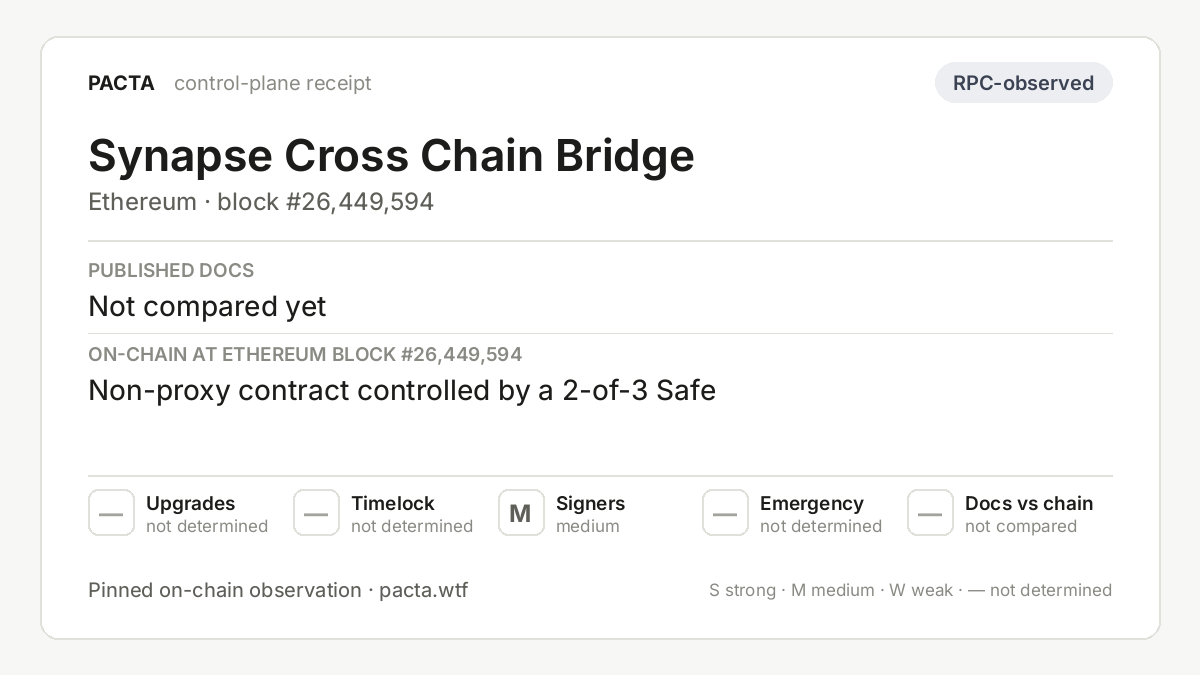 PACTA control-plane receipt
RPC-observed
Synapse Cross Chain Bridge
Ethereum · block #26,449,594
PUBLISHED DOCS
Not compared yet
ON-CHAIN AT ETHEREUM BLOCK #26,449,594
Non-proxy contract controlled by a 2-of-3 Safe
— Upgrades
not determined
— Timelock
not determined
M Signers
medium
— Emergency
not determined
— Docs vs chain
not compared
Pinned on-chain observation · pacta.wtf
S strong · M medium · W weak · — not determined